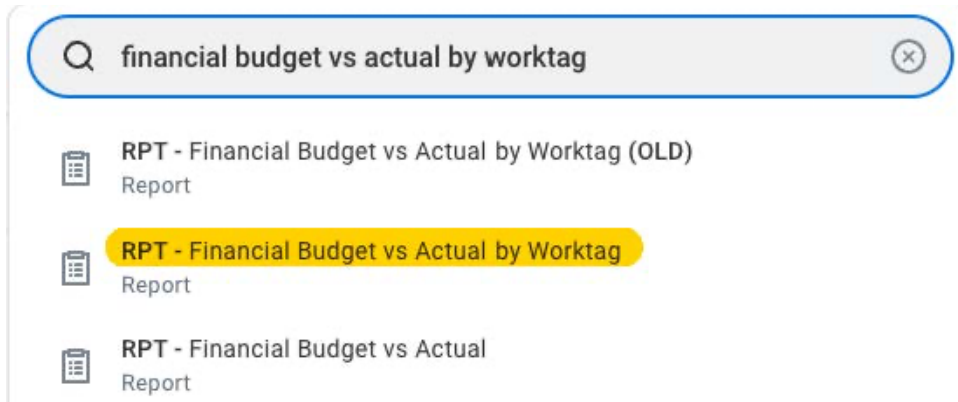 financial budget vs actual by worktag
RPT - Financial Budget vs Actual by Worktag (OLD)
Report
RPT - Financial Budget vs Actual by Worktag
Report
RPT - Financial Budget vs Actual
Report